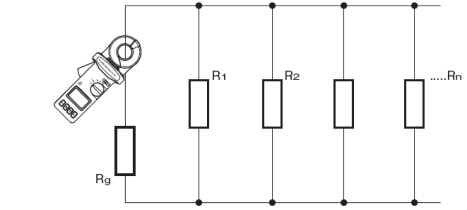 R1 R2 .....Rn
Rg